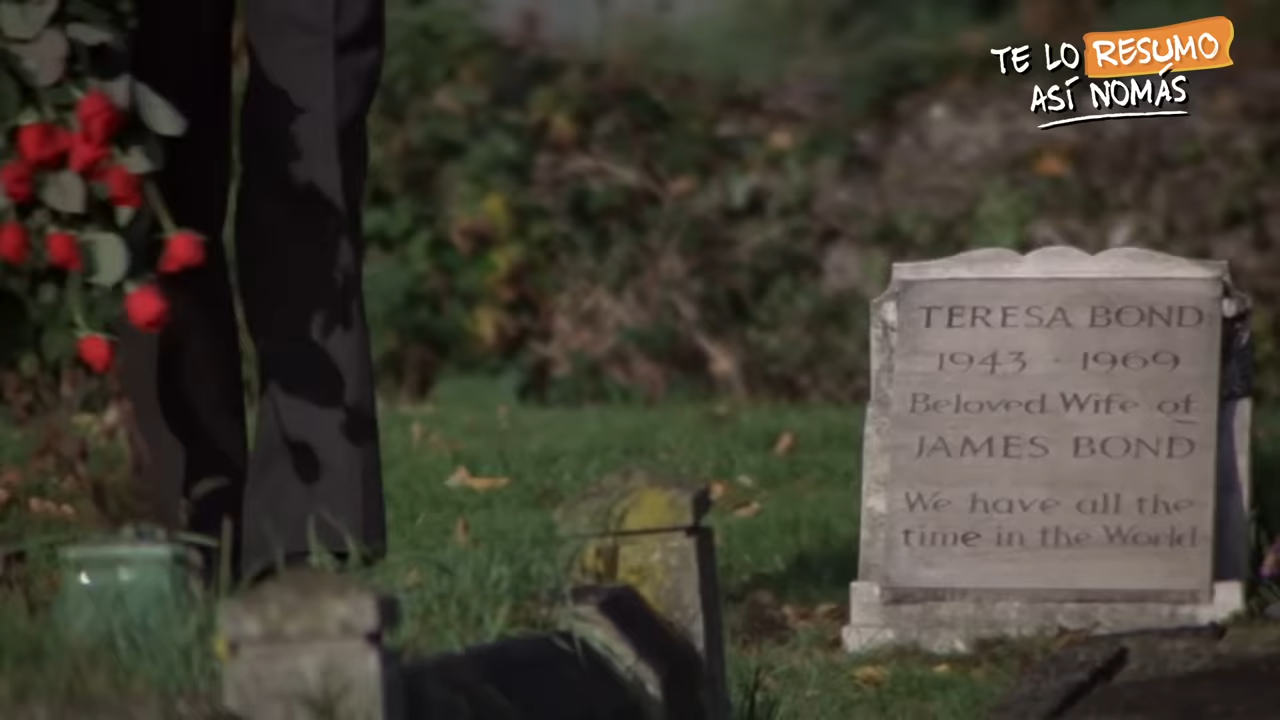 TE LO RESUMO
ASÍ NOMÁS
TERESA BOND
1943 - 1969
Beloved Wife of
JAMES BOND
We have all the
time in the World